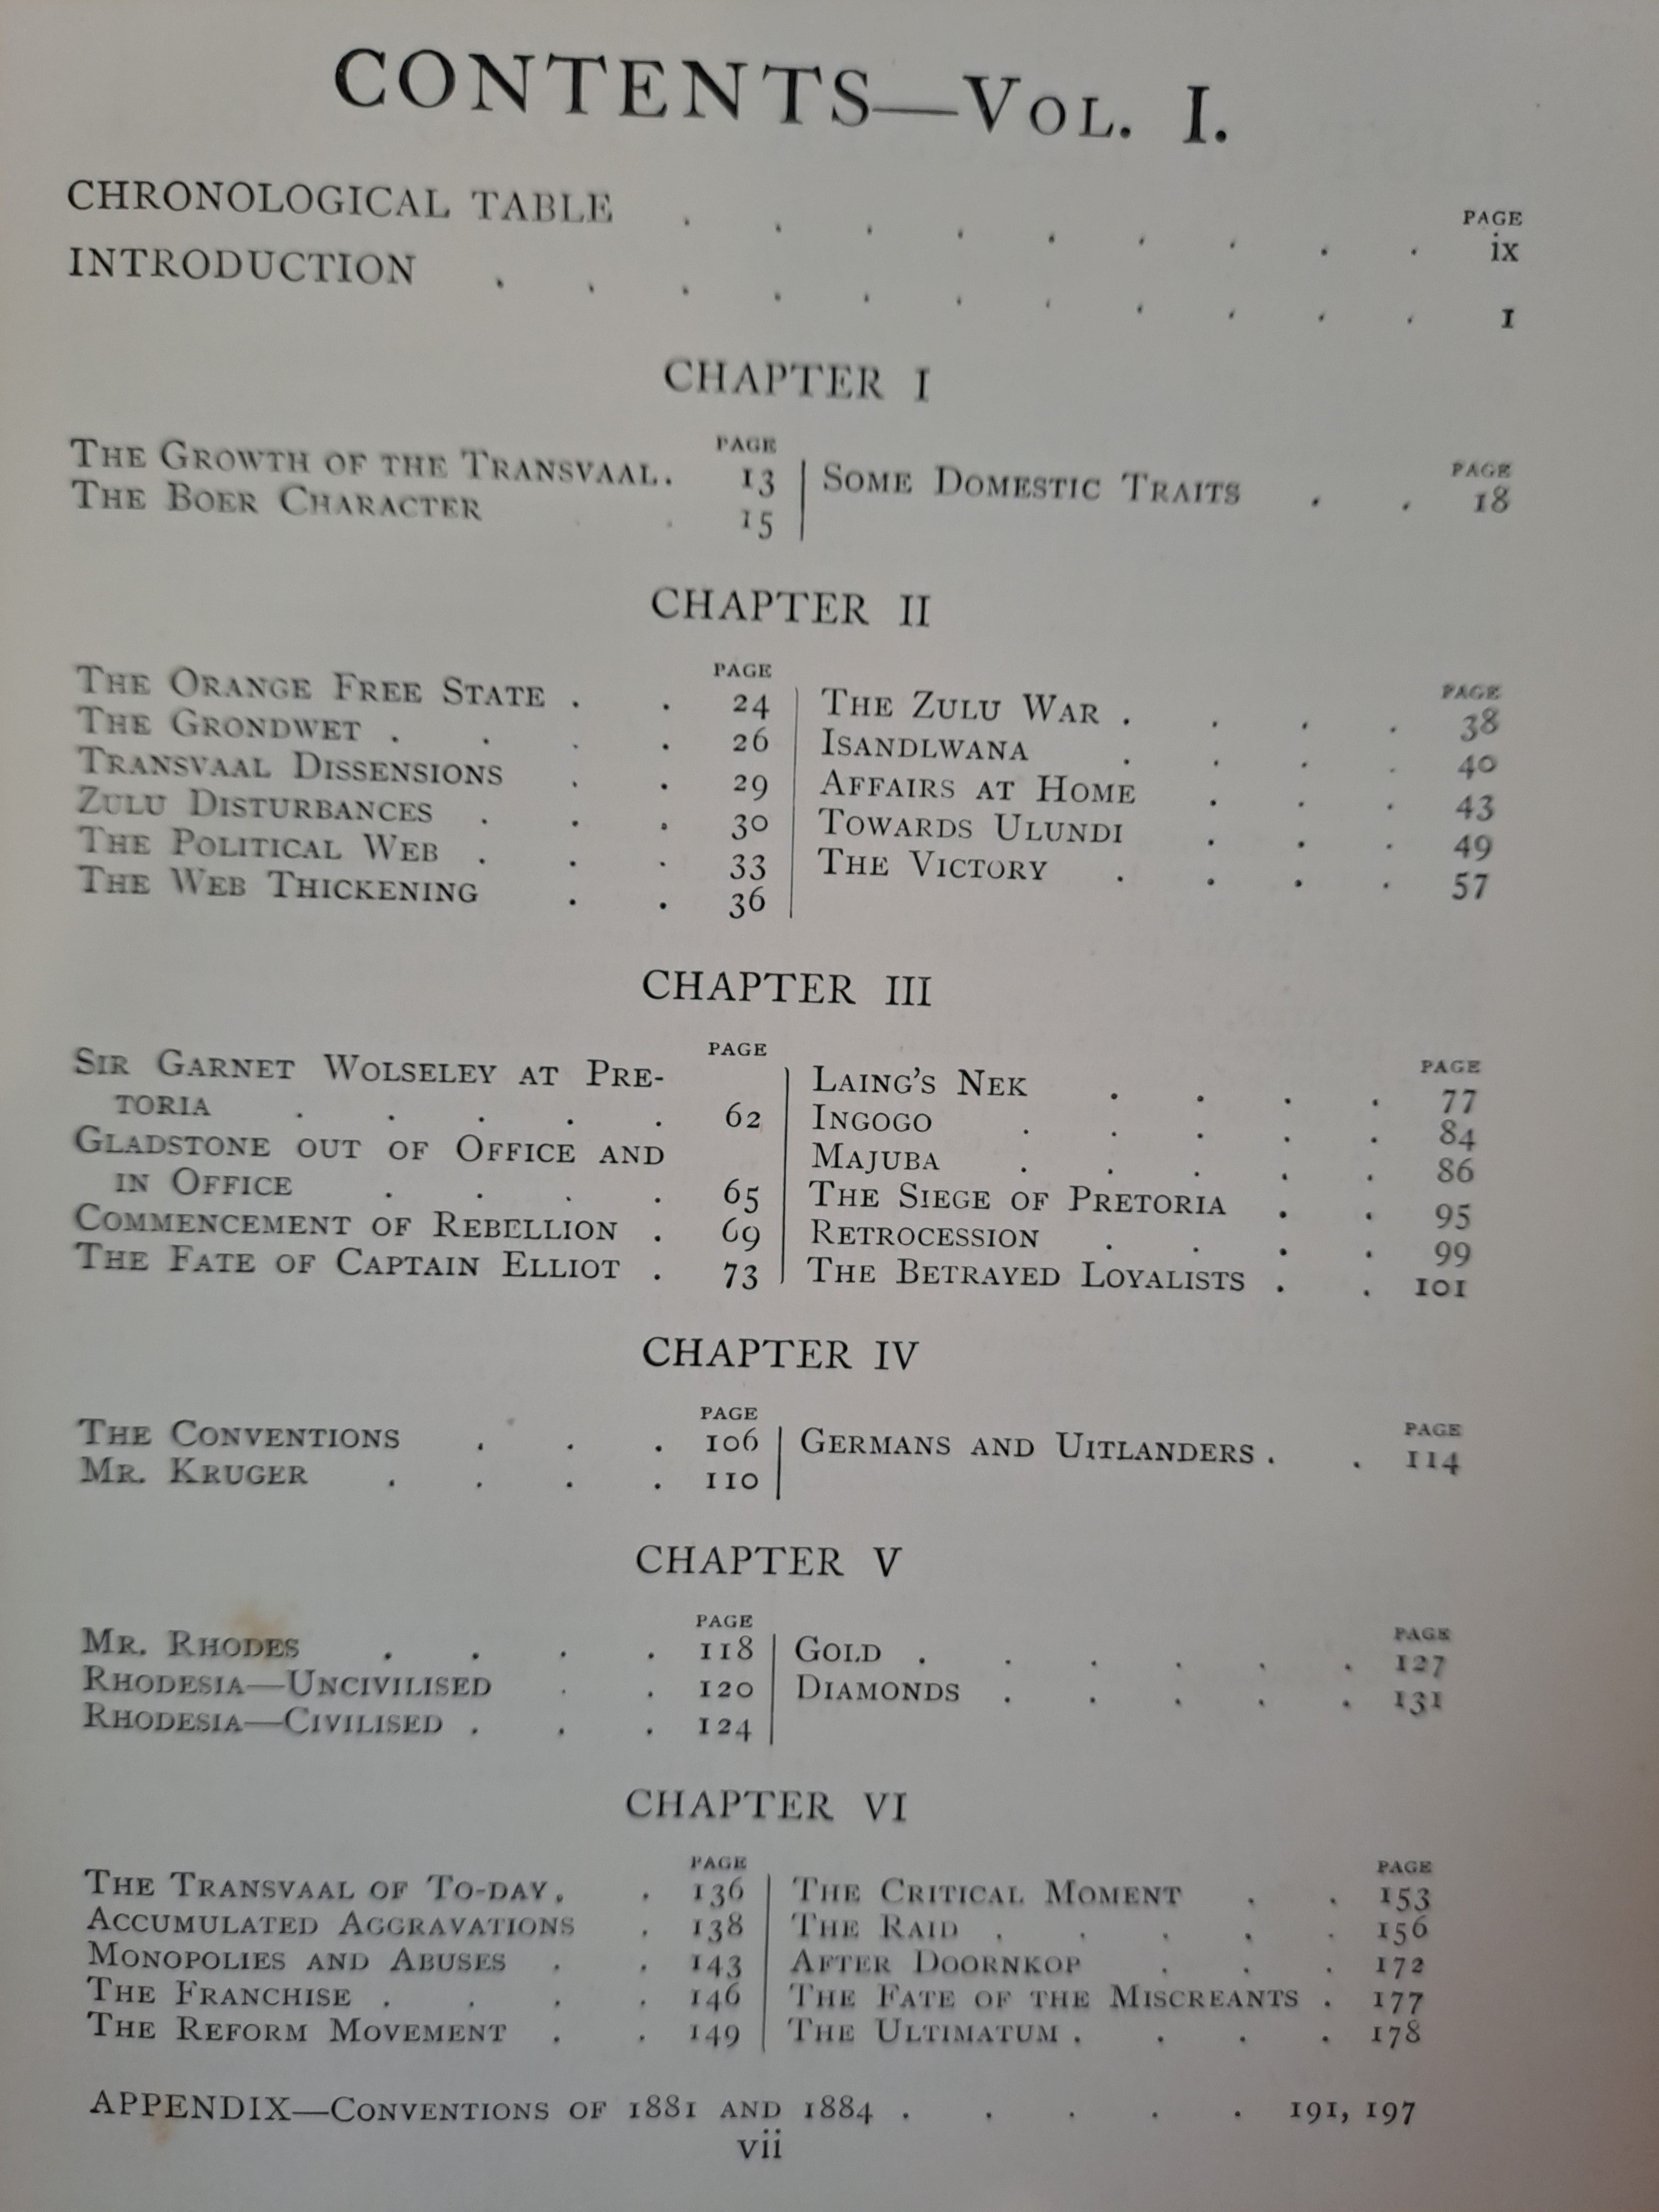 CONTENTS—VOL. I.
PAGE
CHRONOLOGICAL TABLE . . . . . . . . . ix
INTRODUCTION . . . . . . . . . . . 1
CHAPTER I
PAGE
THE GROWTH OF THE TRANSVAAL. 13
THE BOER CHARACTER . 15
PAGE
SOME DOMESTIC TRAITS . . 18
CHAPTER II
PAGE
THE ORANGE FREE STATE . . 24
THE GRONDWET . . . . 26
TRANSVAAL DISSENSIONS . . 29
ZULU DISTURBANCES . . . 30
THE POLITICAL WEB . . . 33
THE WEB THICKENING . . 36
PAGE
THE ZULU WAR . . . . 38
ISANDLWANA . . . . 40
AFFAIRS AT HOME . . . 43
TOWARDS ULUNDI . . . 49
THE VICTORY . . . . 57
CHAPTER III
PAGE
SIR GARNET WOLSELEY AT PRE-
TORIA . . . . . 62
GLADSTONE OUT OF OFFICE AND
IN OFFICE . . . . 65
COMMENCEMENT OF REBELLION . 69
THE FATE OF CAPTAIN ELLIOT . 73
PAGE
LAING'S NEK . . . . 77
INGOGO . . . . . 84
MAJUBA . . . . . 86
THE SIEGE OF PRETORIA . . 95
RETROCESSION . . . . 99
THE BETRAYED LOYALISTS . . 101
CHAPTER IV
PAGE
THE CONVENTIONS . . . 106
MR. KRUGER . . . . 110
PAGE
GERMANS AND UITLANDERS . . 114
CHAPTER V
PAGE
MR. RHODES . . . . 118
RHODESIA—UNCIVILISED . . 120
RHODESIA—CIVILISED . . . 124
PAGE
GOLD . . . . . . 127
DIAMONDS . . . . . 131
CHAPTER VI
PAGE
THE TRANSVAAL OF TO-DAY. . 136
ACCUMULATED AGGRAVATIONS . 138
MONOPOLIES AND ABUSES . . 143
THE FRANCHISE . . . . 146
THE REFORM MOVEMENT . . 149
PAGE
THE CRITICAL MOMENT . . 153
THE RAID . . . . . 156
AFTER DOORNKOP . . . 172
THE FATE OF THE MISCREANTS . 177
THE ULTIMATUM . . . . 178
APPENDIX—CONVENTIONS OF 1881 AND 1884 . . . . . 191, 197
vii